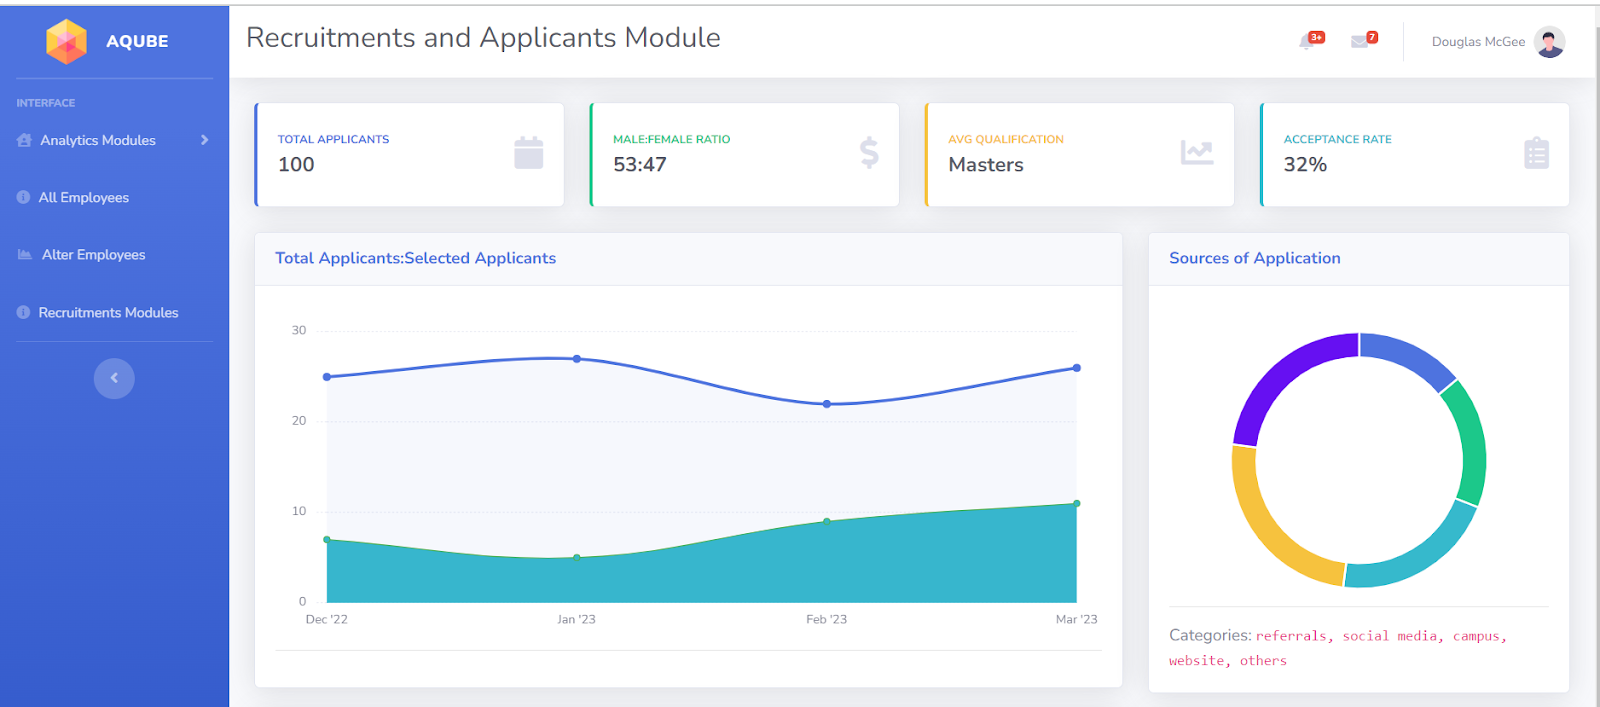 AQUBE
INTERFACE
Analytics Modules
All Employees
Alter Employees
Recruitments Modules
Recruitments and Applicants Module
3+
7
Douglas McGee
TOTAL APPLICANTS
100
MALE:FEMALE RATIO
53:47
AVG QUALIFICATION
Masters
ACCEPTANCE RATE
32%
Total Applicants:Selected Applicants
30
20
10
0
Dec '22 Jan '23 Feb '23 Mar '23
Sources of Application
Categories: referrals, social media, campus,
website, others